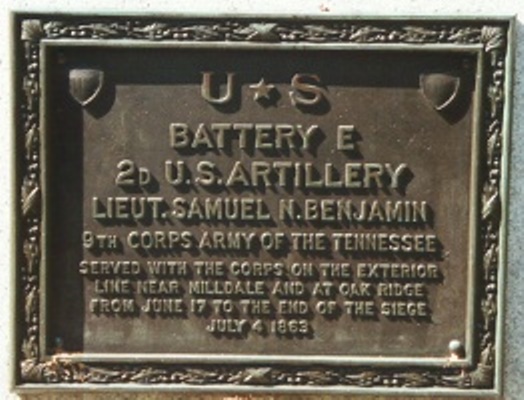 U★S
BATTERY E
2D U.S. ARTILLERY
LIEUT. SAMUEL N. BENJAMIN
9TH CORPS ARMY OF THE TENNESSEE
SERVED WITH THE CORPS ON THE EXTERIOR
LINE NEAR MILLDALE AND AT OAK RIDGE
FROM JUNE 17 TO THE END OF THE SIEGE
JULY 4 1863